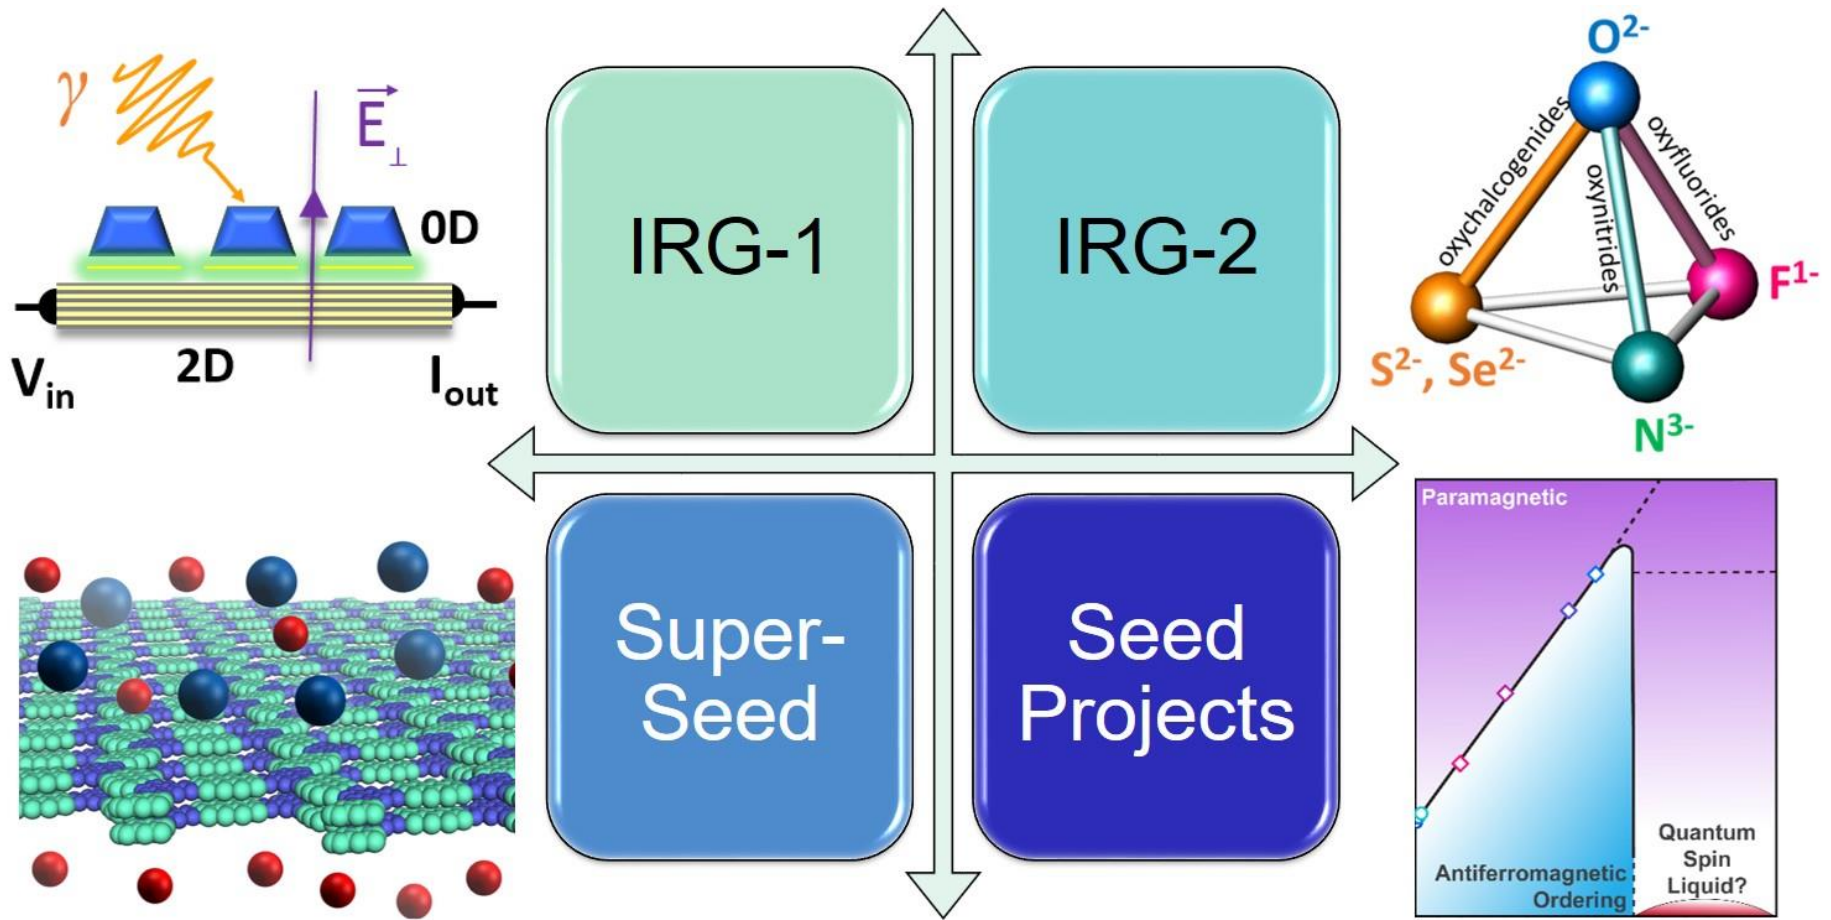 γ
E⊥
0D
2D
Vin
Iout
IRG-1
IRG-2
O2-
oxychalcogenides
oxynitrides
oxyfluorides
F1-
S2-, Se2-
N3-
Super-
Seed
Seed
Projects
Paramagnetic
Antiferromagnetic
Ordering
Quantum
Spin
Liquid?